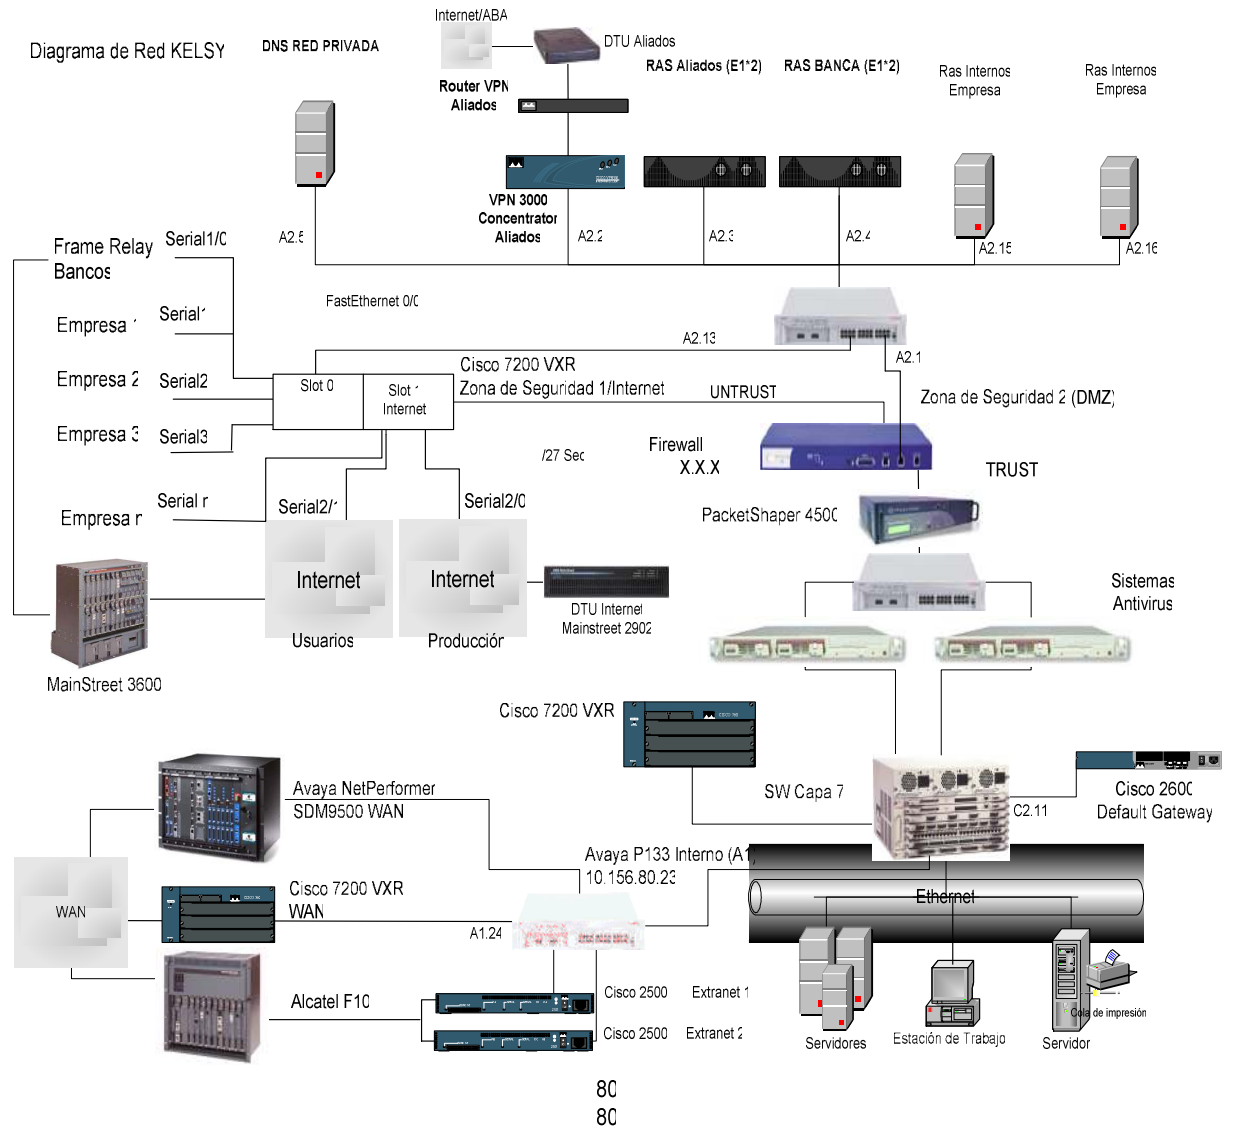 Internet/ABA
Diagrama de Red KELSY
DNS RED PRIVADA
DTU Aliados
RAS Aliados (E1*2)
RAS BANCA (E1*2)
Ras Internos
Empresa
Ras Internos
Empresa
Router VPN
Aliados
VPN 3000
Concentrator
Aliados
A2.5
A2.2
A2.3
A2.4
A2.15
A2.16
Frame Relay
Bancos
Serial1/0
FastEthernet 0/0
Empresa 1
Serial1
A2.13
A2.1
Cisco 7200 VXR
Zona de Seguridad 1/Internet
UNTRUST
Zona de Seguridad 2 (DMZ)
Slot 0
Slot 1
Internet
Empresa 2
Serial2
Empresa 3
Serial3
Firewall
X.X.X
/27 Sec
TRUST
Empresa n
Serial n
Serial2/1
Serial2/0
PacketShaper 4500
Internet
Internet
Usuarios
Producción
DTU Internet
Mainstreet 2902
Sistemas
Antivirus
MainStreet 3600
Cisco 7200 VXR
SW Capa 7
C2.11
Cisco 2600
Default Gateway
Avaya NetPerformer
SDM9500 WAN
Avaya P133 Interno (A1)
10.156.80.23
Cisco 7200 VXR
WAN
WAN
A1.24
Ethernet
Alcatel F10
Cisco 2500
Extranet 1
Cisco 2500
Extranet 2
Cola de impresión
Servidores
Estación de Trabajo
Servidor
80
80